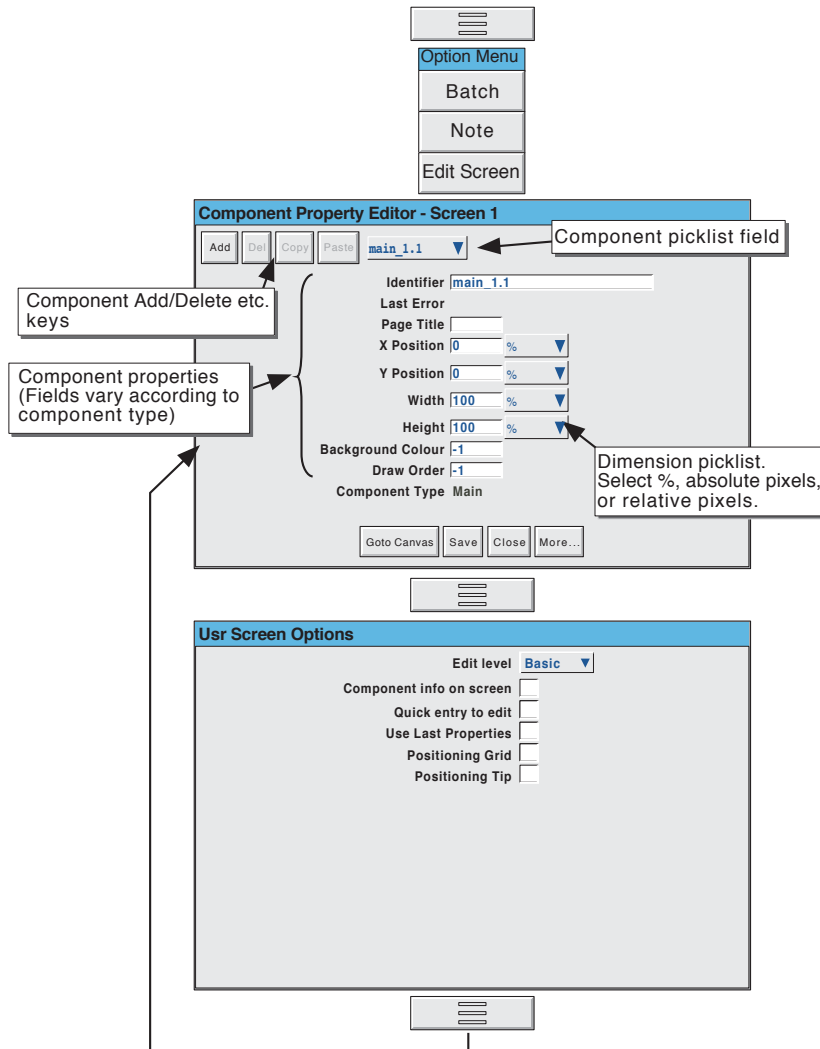 Option Menu
Batch
Note
Edit Screen
Component Property Editor - Screen 1
Add Del Copy Paste main_1.1
Component picklist field
Component Add/Delete etc.
keys
Identifier main_1.1
Last Error
Page Title
X Position 0 %
Y Position 0 %
Width 100 %
Height 100 %
Background Colour -1
Draw Order -1
Component Type Main
Component properties
(Fields vary according to
component type)
Dimension picklist.
Select %, absolute pixels,
or relative pixels.
Goto Canvas Save Close More...
Usr Screen Options
Edit level Basic
Component info on screen
Quick entry to edit
Use Last Properties
Positioning Grid
Positioning Tip